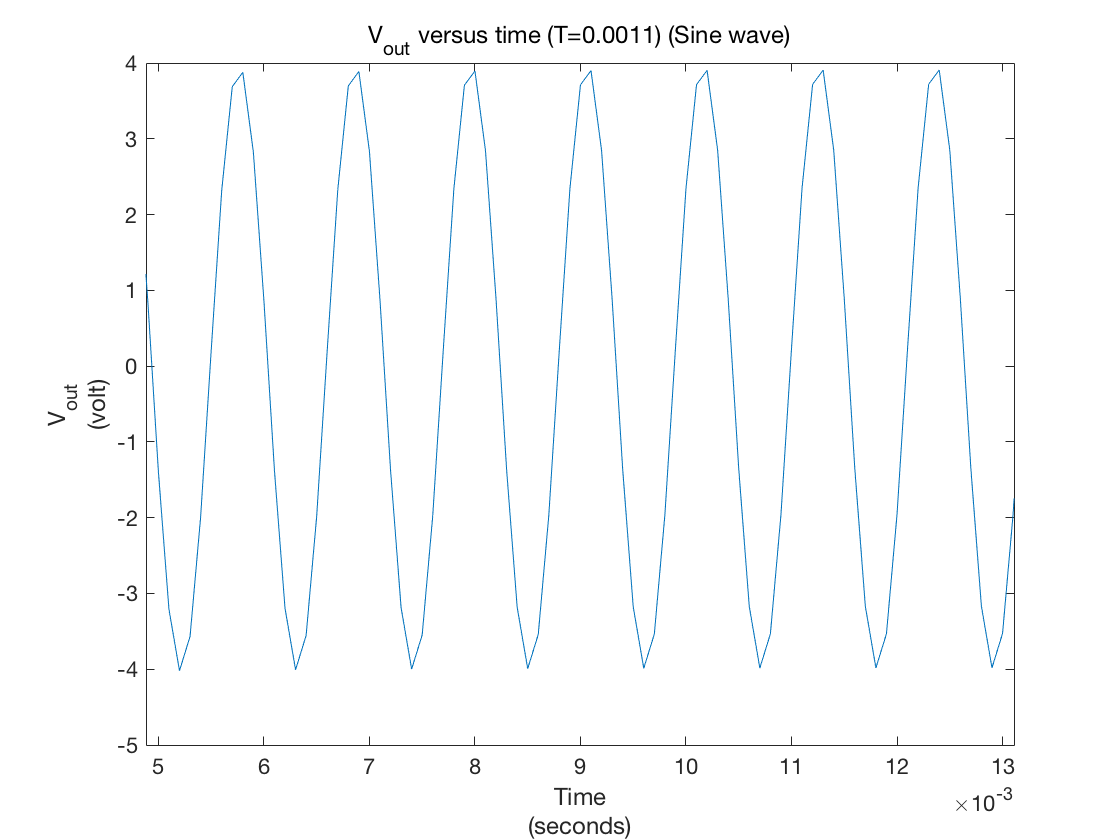 V_out versus time (T=0.0011) (Sine wave)
4
3
2
1
0
-1
-2
-3
-4
-5
V_out
(volt)
5 6 7 8 9 10 11 12 13
×10^-3
Time
(seconds)